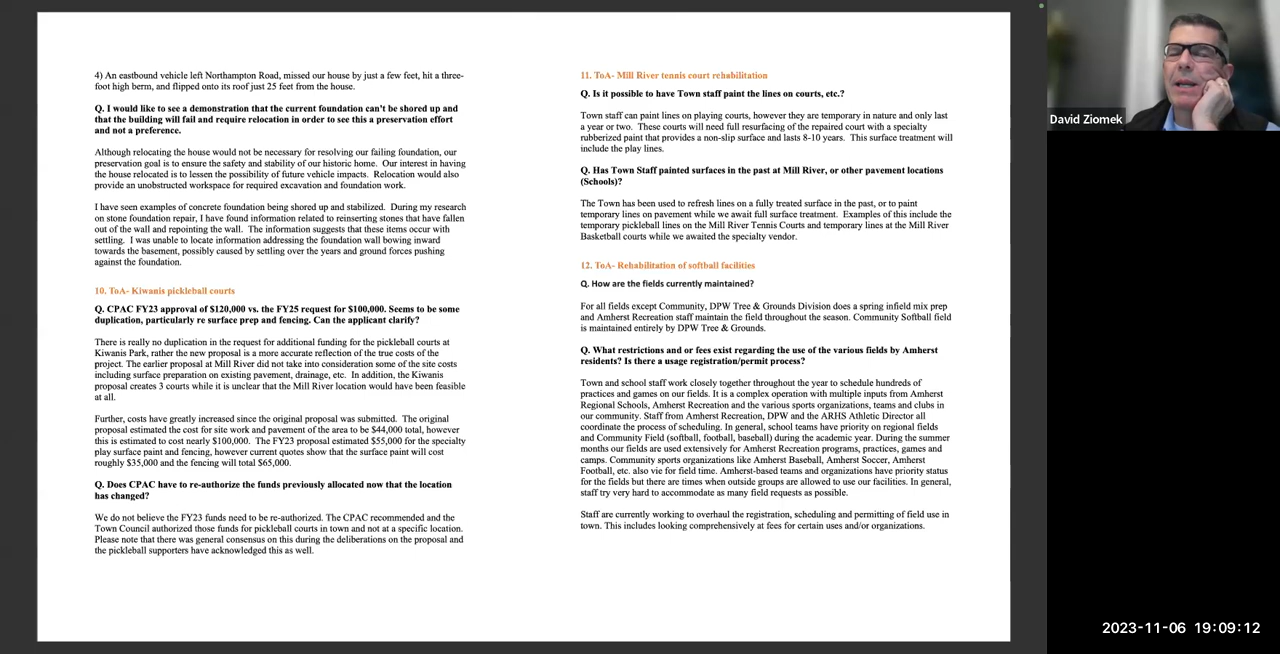 4) An eastbound vehicle left Northampton Road, missed our house by just a few feet, hit a three-
foot high berm, and flipped onto its roof just 25 feet from the house.
Q. I would like to see a demonstration that the current foundation can't be shored up and
that the building will fail and require relocation in order to see this a preservation effort
and not a preference.
Although relocating the house would not be necessary for resolving our failing foundation, our
preservation goal is to ensure the safety and stability of our historic home. Our interest in having
the house relocated is to lessen the possibility of future vehicle impacts. Relocation would also
provide an unobstructed workspace for required excavation and foundation work.
I have seen examples of concrete foundation being shored up and stabilized. During my research
on stone foundation repair, I have found information related to reinserting stones that have fallen
out of the wall and repointing the wall. The information suggests that these items occur with
settling. I was unable to locate information addressing the foundation wall bowing inward
towards the basement, possibly caused by settling over the years and ground forces pushing
against the foundation.
10. ToA- Kiwanis pickleball courts
Q. CPAC FY23 approval of $120,000 vs. the FY25 request for $100,000. Seems to be some
duplication, particularly re surface prep and fencing. Can the applicant clarify?
There is really no duplication in the request for additional funding for the pickleball courts at
Kiwanis Park, rather the new proposal is a more accurate reflection of the true costs of the
project. The earlier proposal at Mill River did not take into consideration some of the site costs
including surface preparation on existing pavement, drainage, etc. In addition, the Kiwanis
proposal creates 3 courts while it is unclear that the Mill River location would have been feasible
at all.
Further, costs have greatly increased since the original proposal was submitted. The original
proposal estimated the cost for site work and pavement of the area to be $44,000 total, however
this is estimated to cost nearly $100,000. The FY23 proposal estimated $55,000 for the specialty
play surface paint and fencing, however current quotes show that the surface paint will cost
roughly $35,000 and the fencing will total $65,000.
Q. Does CPAC have to re-authorize the funds previously allocated now that the location
has changed?
We do not believe the FY23 funds need to be re-authorized. The CPAC recommended and the
Town Council authorized those funds for pickleball courts in town and not at a specific location.
Please note that there was general consensus on this during the deliberations on the proposal and
the pickleball supporters have acknowledged this as well.
11. ToA- Mill River tennis court rehabilitation
Q. Is it possible to have Town staff paint the lines on courts, etc.?
Town staff can paint lines on playing courts, however they are temporary in nature and only last
a year or two. These courts will need full resurfacing of the repaired court with a specialty
rubberized paint that provides a non-slip surface and lasts 8-10 years. This surface treatment will
include the play lines.
Q. Has Town Staff painted surfaces in the past at Mill River, or other pavement locations
(Schools)?
The Town has been used to refresh lines on a fully treated surface in the past, or to paint
temporary lines on pavement while we await full surface treatment. Examples of this include the
temporary pickleball lines on the Mill River Tennis Courts and temporary lines at the Mill River
Basketball courts while we awaited the specialty vendor.
12. ToA- Rehabilitation of softball facilities
Q. How are the fields currently maintained?
For all fields except Community, DPW Tree & Grounds Division does a spring infield mix prep
and Amherst Recreation staff maintain the field throughout the season. Community Softball field
is maintained entirely by DPW Tree & Grounds.
Q. What restrictions and or fees exist regarding the use of the various fields by Amherst
residents? Is there a usage registration/permit process?
Town and school staff work closely together throughout the year to schedule hundreds of
practices and games on our fields. It is a complex operation with multiple inputs from Amherst
Regional Schools, Amherst Recreation and the various sports organizations, teams and clubs in
our community. Staff from Amherst Recreation, DPW and the ARHS Athletic Director all
coordinate the process of scheduling. In general, school teams have priority on regional fields
and Community Field (softball, football, baseball) during the academic year. During the summer
months our fields are used extensively for Amherst Recreation programs, practices, games and
camps. Community sports organizations like Amherst Baseball, Amherst Soccer, Amherst
Football, etc. also vie for field time. Amherst-based teams and organizations have priority status
for the fields but there are times when outside groups are allowed to use our facilities. In general,
staff try very hard to accommodate as many field requests as possible.
Staff are currently working to overhaul the registration, scheduling and permitting of field use in
town. This includes looking comprehensively at fees for certain uses and/or organizations.
David Ziomek
2023-11-06 19:09:12